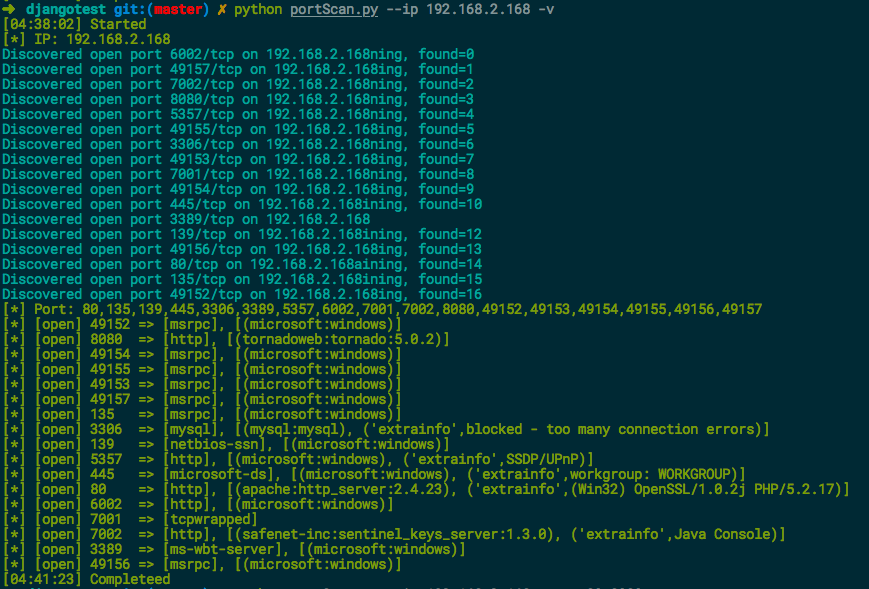 ➜ djangotest git:(master) ✗ python portScan.py --ip 192.168.2.168 -v
[04:38:02] Started
[*] IP: 192.168.2.168
Discovered open port 6002/tcp on 192.168.2.168ning, found=0
Discovered open port 49157/tcp on 192.168.2.168ing, found=1
Discovered open port 7002/tcp on 192.168.2.168ning, found=2
Discovered open port 8080/tcp on 192.168.2.168ning, found=3
Discovered open port 5357/tcp on 192.168.2.168ning, found=4
Discovered open port 49155/tcp on 192.168.2.168ing, found=5
Discovered open port 3306/tcp on 192.168.2.168ning, found=6
Discovered open port 49153/tcp on 192.168.2.168ing, found=7
Discovered open port 7001/tcp on 192.168.2.168ning, found=8
Discovered open port 49154/tcp on 192.168.2.168ing, found=9
Discovered open port 445/tcp on 192.168.2.168ining, found=10
Discovered open port 3389/tcp on 192.168.2.168
Discovered open port 139/tcp on 192.168.2.168ining, found=12
Discovered open port 49156/tcp on 192.168.2.168ing, found=13
Discovered open port 80/tcp on 192.168.2.168aining, found=14
Discovered open port 135/tcp on 192.168.2.168ining, found=15
Discovered open port 49152/tcp on 192.168.2.168ing, found=16
[*] Port: 80,135,139,445,3306,3389,5357,6002,7001,7002,8080,49152,49153,49154,49155,49156,49157
[*] [open] 49152 => [msrpc], [(microsoft:windows)]
[*] [open] 8080  => [http], [(tornadoweb:tornado:5.0.2)]
[*] [open] 49154 => [msrpc], [(microsoft:windows)]
[*] [open] 49155 => [msrpc], [(microsoft:windows)]
[*] [open] 49153 => [msrpc], [(microsoft:windows)]
[*] [open] 49157 => [msrpc], [(microsoft:windows)]
[*] [open] 135   => [msrpc], [(microsoft:windows)]
[*] [open] 3306  => [mysql], [(mysql:mysql), ('extrainfo',blocked - too many connection errors)]
[*] [open] 139   => [netbios-ssn], [(microsoft:windows)]
[*] [open] 5357  => [http], [(microsoft:windows), ('extrainfo',SSDP/UPnP)]
[*] [open] 445   => [microsoft-ds], [(microsoft:windows), ('extrainfo',workgroup: WORKGROUP)]
[*] [open] 80    => [http], [(apache:http_server:2.4.23), ('extrainfo',(Win32) OpenSSL/1.0.2j PHP/5.2.17)]
[*] [open] 6002  => [http], [(microsoft:windows)]
[*] [open] 7001  => [tcpwrapped]
[*] [open] 7002  => [http], [(safenet-inc:sentinel_keys_server:1.3.0), ('extrainfo',Java Console)]
[*] [open] 3389  => [ms-wbt-server], [(microsoft:windows)]
[*] [open] 49156 => [msrpc], [(microsoft:windows)]
[04:41:23] Completeed